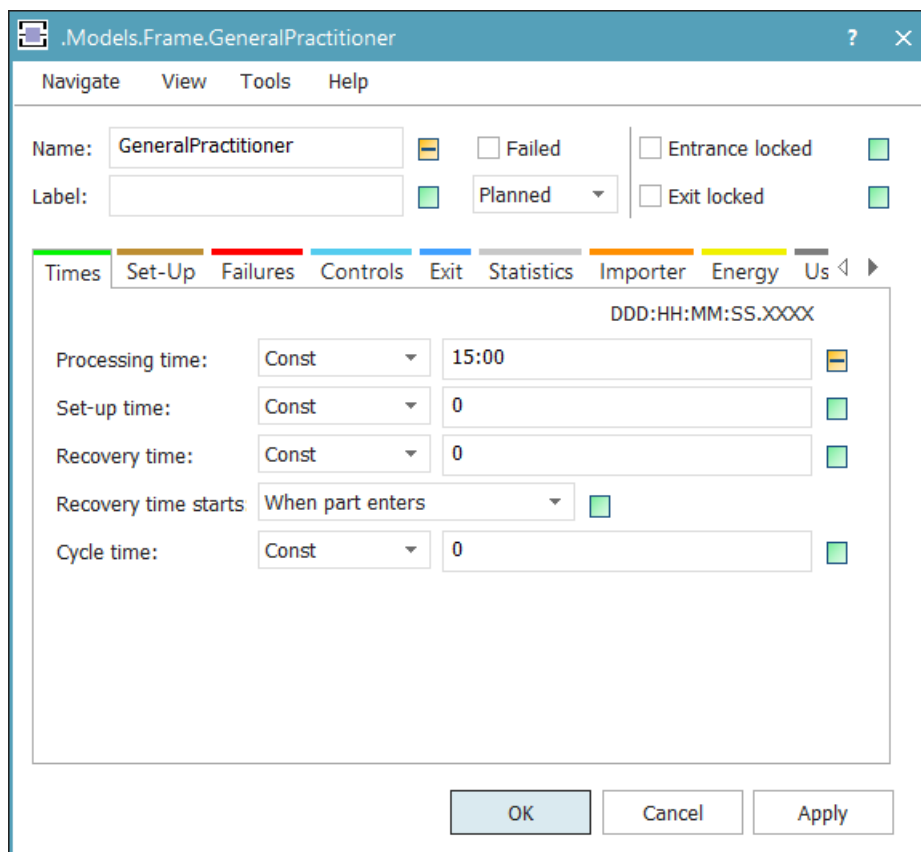 .Models.Frame.GeneralPractitioner ? ×
Navigate View Tools Help
Name: GeneralPractitioner Failed Entrance locked
Label: Planned Exit locked
Times Set-Up Failures Controls Exit Statistics Importer Energy Us
DDD:HH:MM:SS.XXXX
Processing time: Const 15:00
Set-up time: Const 0
Recovery time: Const 0
Recovery time starts When part enters
Cycle time: Const 0
OK Cancel Apply